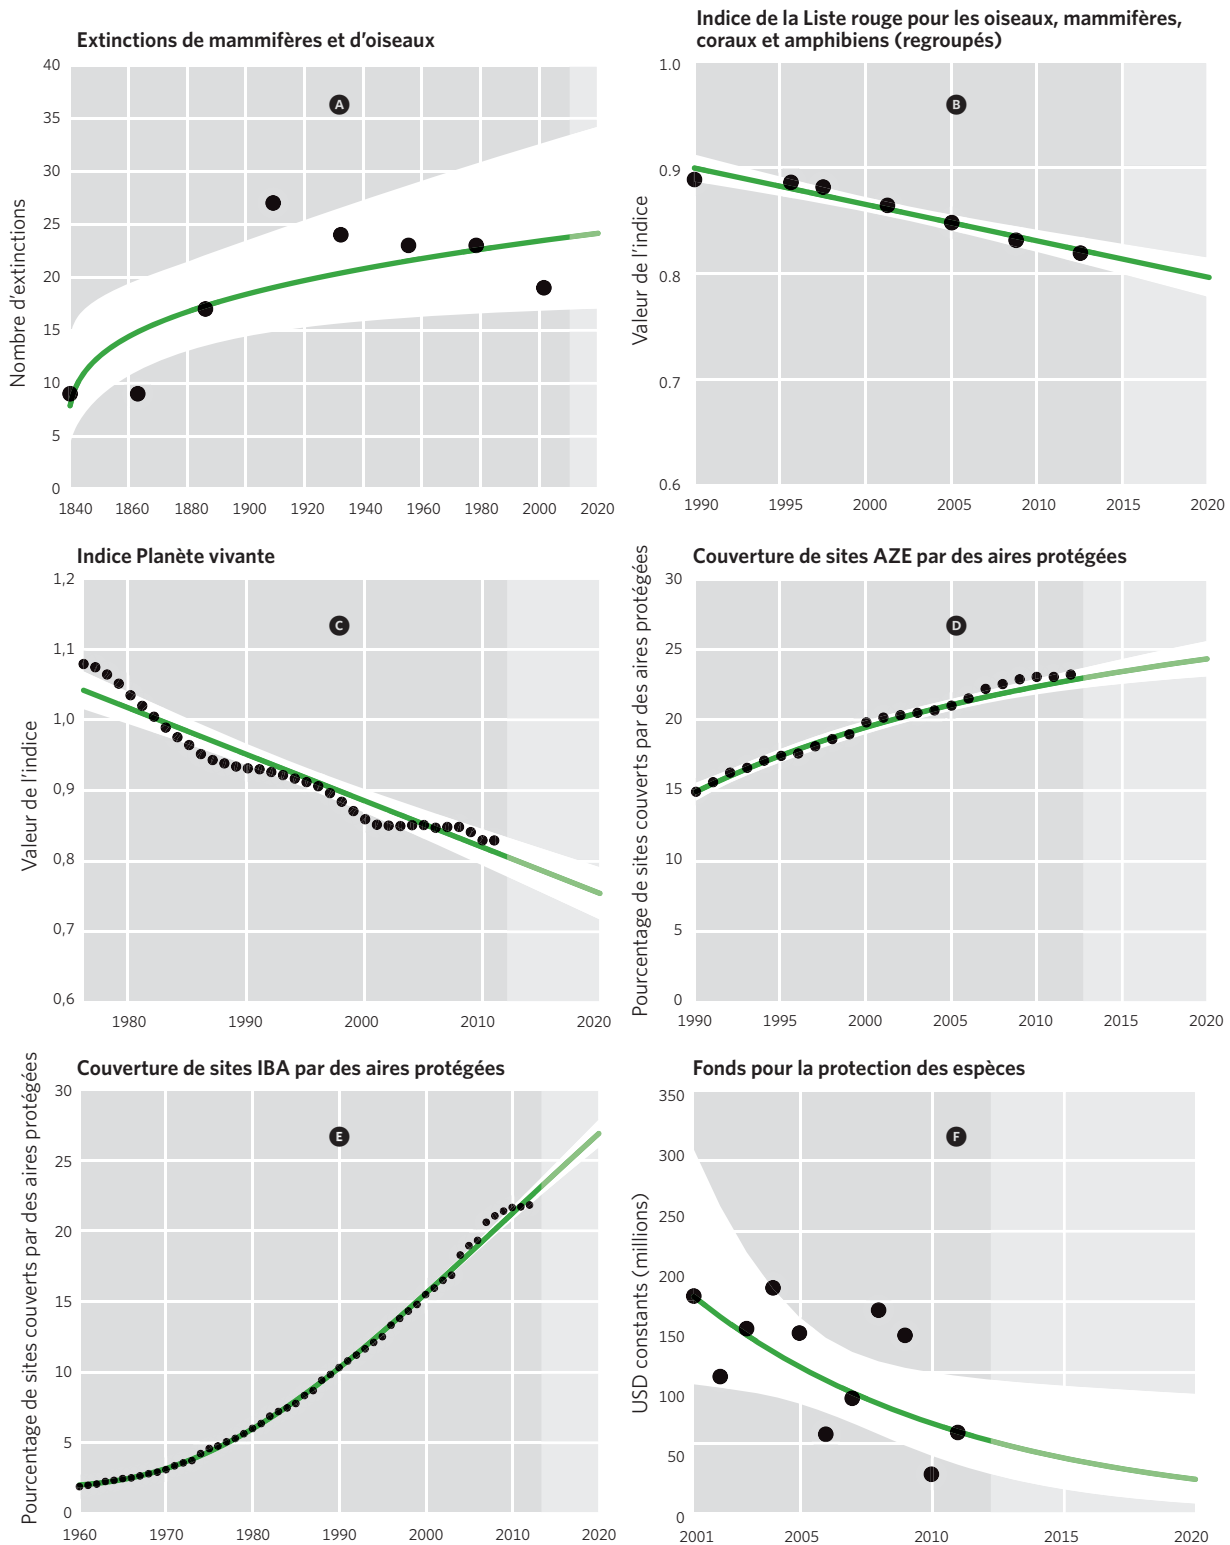 Extinctions de mammifères et d'oiseaux
A
Nombre d'extinctions
40
35
30
25
20
15
10
5
0
1840 1860 1880 1900 1920 1940 1960 1980 2000 2020
Indice de la Liste rouge pour les oiseaux, mammifères,
coraux et amphibiens (regroupés)
B
Valeur de l'indice
1.0
0.9
0.8
0.7
0.6
1990 1995 2000 2005 2010 2015 2020
Indice Planète vivante
C
Valeur de l'indice
1,2
1,1
1,0
0,9
0,8
0,7
0,6
1980 1990 2000 2010 2020
Couverture de sites AZE par des aires protégées
D
Pourcentage de sites couverts par des aires protégées
30
25
20
15
10
5
0
1990 1995 2000 2005 2010 2015 2020
Couverture de sites IBA par des aires protégées
E
Pourcentage de sites couverts par des aires protégées
30
25
20
15
10
5
0
1960 1970 1980 1990 2000 2010 2020
Fonds pour la protection des espèces
F
USD constants (millions)
350
300
250
200
150
100
50
0
2001 2005 2010 2015 2020